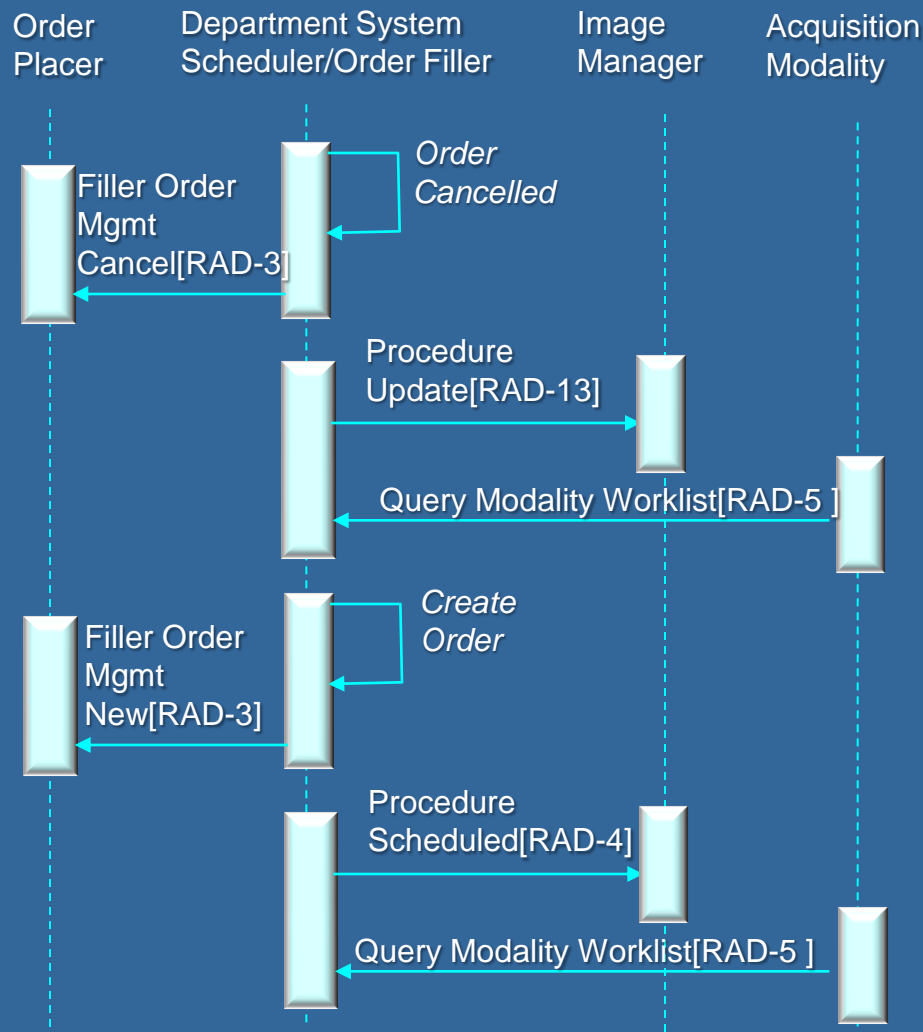 Order
Placer
Department System
Scheduler/Order Filler
Image
Manager
Acquisition
Modality
Order
Cancelled
Filler Order
Mgmt
Cancel[RAD-3]
Procedure
Update[RAD-13]
Query Modality Worklist[RAD-5 ]
Create
Order
Filler Order
Mgmt
New[RAD-3]
Procedure
Scheduled[RAD-4]
Query Modality Worklist[RAD-5 ]